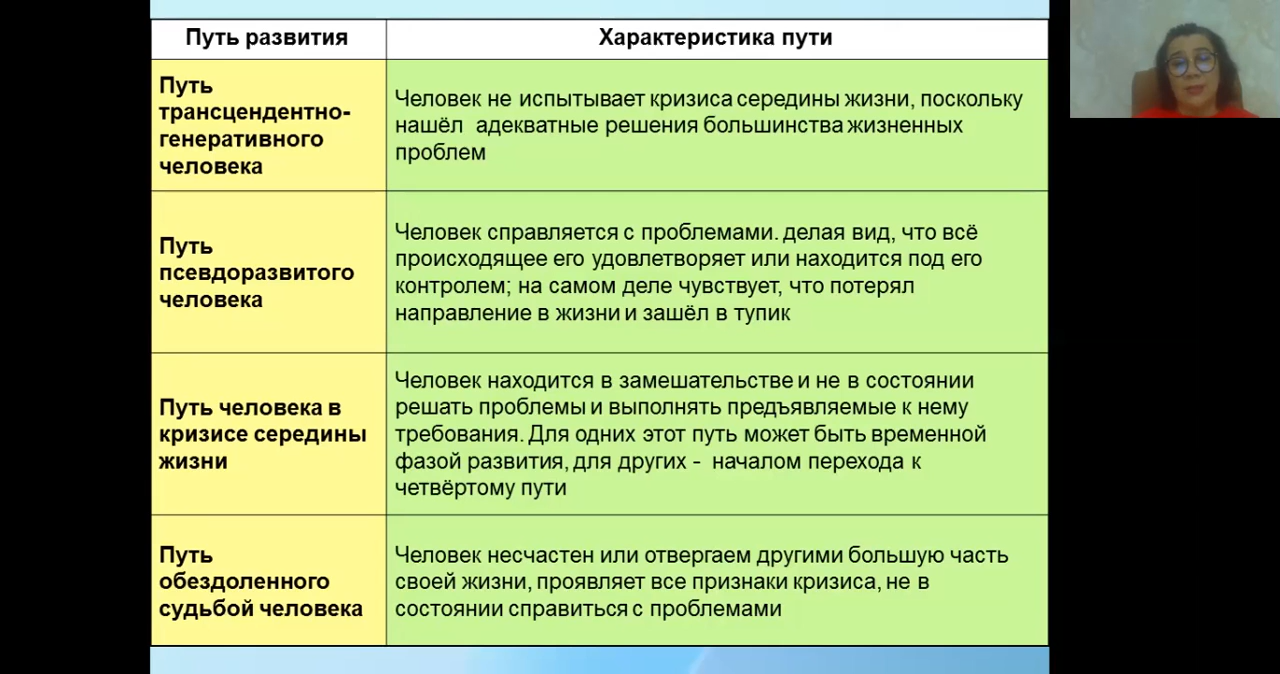 Путь развития
Характеристика пути
Путь
трансцендентно-
генеративного
человека
Человек не испытывает кризиса середины жизни, поскольку
нашёл адекватные решения большинства жизненных
проблем
Путь
псевдоразвитого
человека
Человек справляется с проблемами. делая вид, что всё
происходящее его удовлетворяет или находится под его
контролем; на самом деле чувствует, что потерял
направление в жизни и зашёл в тупик
Путь человека в
кризисе середины
жизни
Человек находится в замешательстве и не в состоянии
решать проблемы и выполнять предъявляемые к нему
требования. Для одних этот путь может быть временной
фазой развития, для других - началом перехода к
четвёртому пути
Путь
обездоленного
судьбой человека
Человек несчастен или отвергаем другими большую часть
своей жизни, проявляет все признаки кризиса, не в
состоянии справиться с проблемами